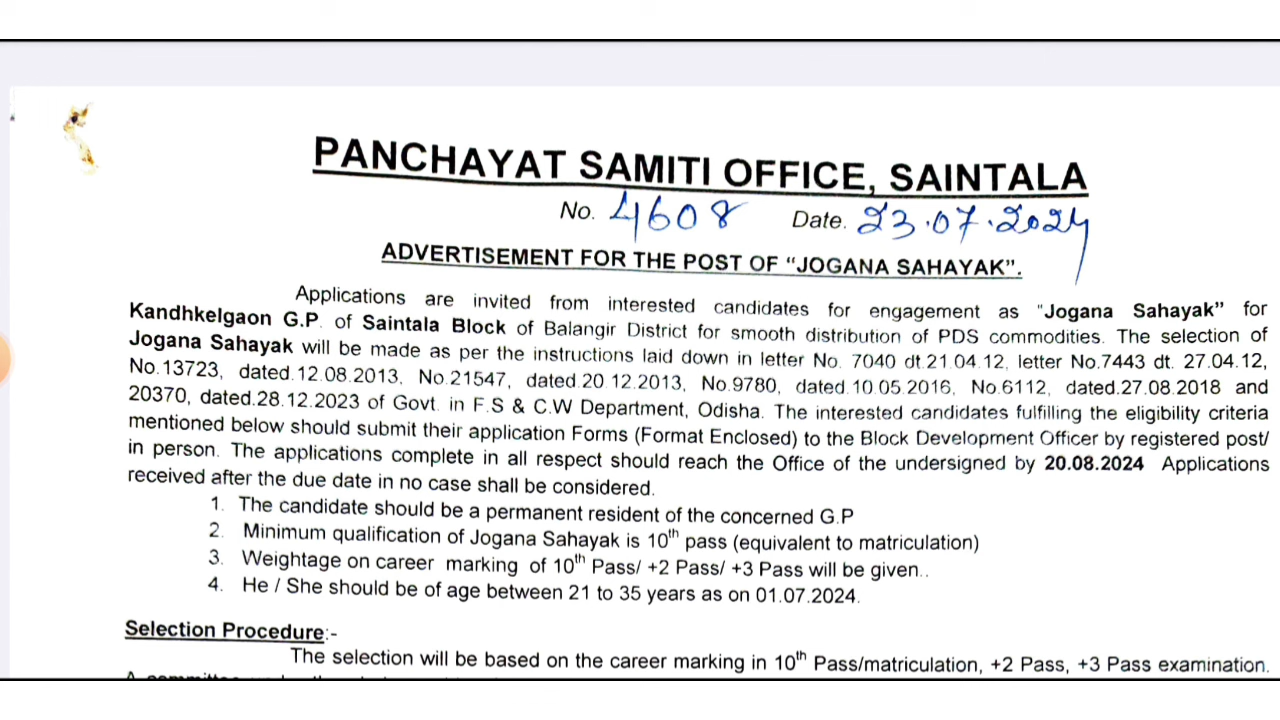 PANCHAYAT SAMITI OFFICE, SAINTALA
No. 4608 Date. 23.07.2024
ADVERTISEMENT FOR THE POST OF “JOGANA SAHAYAK”.
Applications are invited from interested candidates for engagement as “Jogana Sahayak” for
Kandhkelgaon G.P. of Saintala Block of Balangir District for smooth distribution of PDS commodities. The selection of
Jogana Sahayak will be made as per the instructions laid down in letter No. 7040 dt.21.04.12, letter No.7443 dt. 27.04.12,
No.13723, dated.12.08.2013, No.21547, dated.20.12.2013, No.9780, dated.10.05.2016, No.6112, dated.27.08.2018 and
20370, dated.28.12.2023 of Govt. in F.S & C.W Department, Odisha. The interested candidates fulfilling the eligibility criteria
mentioned below should submit their application Forms (Format Enclosed) to the Block Development Officer by registered post/
in person. The applications complete in all respect should reach the Office of the undersigned by 20.08.2024 Applications
received after the due date in no case shall be considered.
1. The candidate should be a permanent resident of the concerned G.P
2. Minimum qualification of Jogana Sahayak is 10th pass (equivalent to matriculation)
3. Weightage on career marking of 10th Pass/ +2 Pass/ +3 Pass will be given..
4. He / She should be of age between 21 to 35 years as on 01.07.2024.
Selection Procedure:-
The selection will be based on the career marking in 10th Pass/matriculation, +2 Pass, +3 Pass examination.